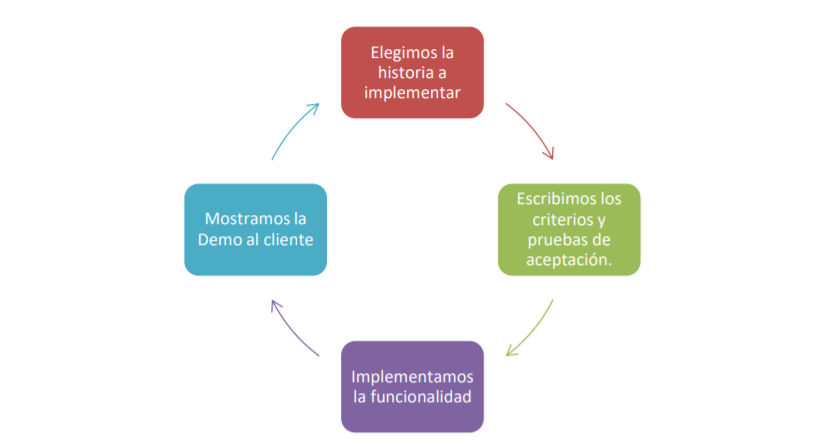 Elegimos la
historia a
implementar
Escribimos los
criterios y
pruebas de
aceptación.
Implementamos
la funcionalidad
Mostramos la
Demo al cliente